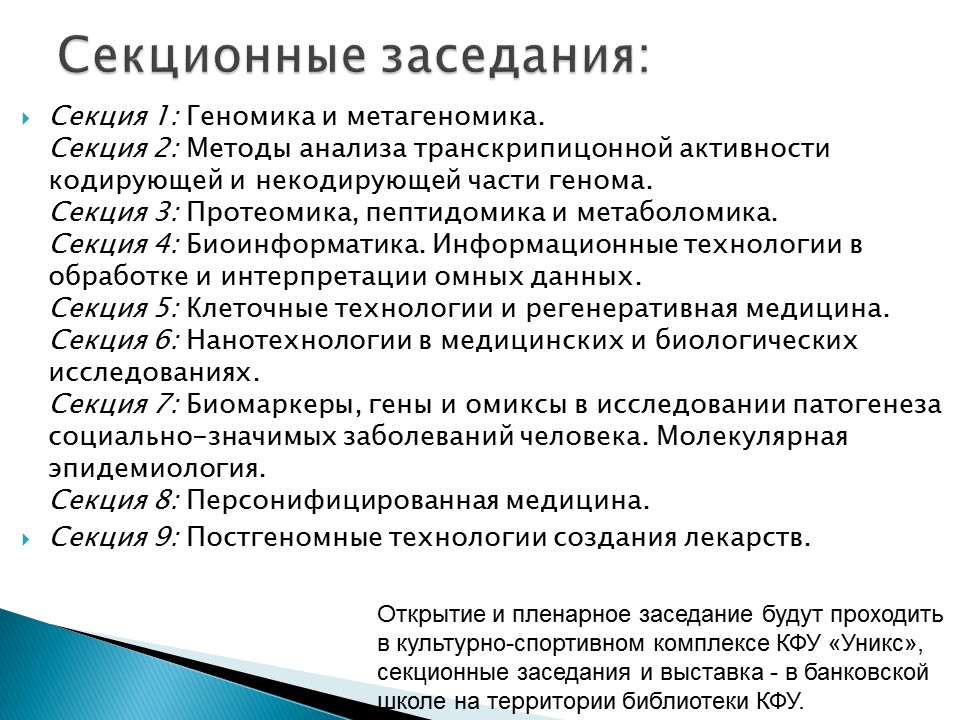 Секционные заседания:
Секция 1: Геномика и метагеномика.
Секция 2: Методы анализа транскрипицонной активности
кодирующей и некодирующей части генома.
Секция 3: Протеомика, пептидомика и метаболомика.
Секция 4: Биоинформатика. Информационные технологии в
обработке и интерпретации омных данных.
Секция 5: Клеточные технологии и регенеративная медицина.
Секция 6: Нанотехнологии в медицинских и биологических
исследованиях.
Секция 7: Биомаркеры, гены и омиксы в исследовании патогенеза
социально-значимых заболеваний человека. Молекулярная
эпидемиология.
Секция 8: Персонифицированная медицина.
Секция 9: Постгеномные технологии создания лекарств.
Открытие и пленарное заседание будут проходить
в культурно-спортивном комплексе КФУ «Уникс»,
секционные заседания и выставка - в банковской
школе на территории библиотеки КФУ.